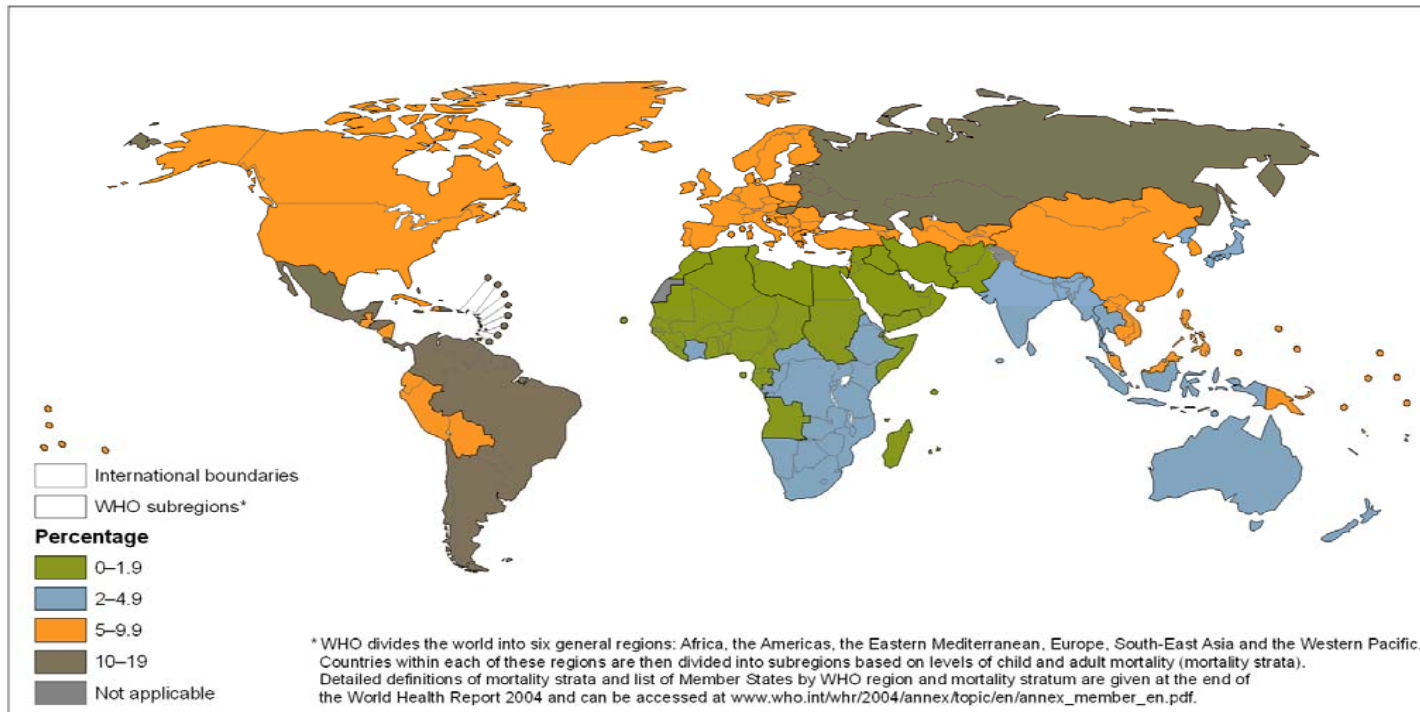 International boundaries
WHO subregions*
Percentage
0–1.9
2–4.9
5–9.9
10–19
Not applicable
* WHO divides the world into six general regions: Africa, the Americas, the Eastern Mediterranean, Europe, South-East Asia and the Western Pacific.
Countries within each of these regions are then divided into subregions based on levels of child and adult mortality (mortality strata).
Detailed definitions of mortality strata and list of Member States by WHO region and mortality stratum are given at the end of
the World Health Report 2004 and can be accessed at www.who.int/whr/2004/annex/topic/en/annex_member_en.pdf.